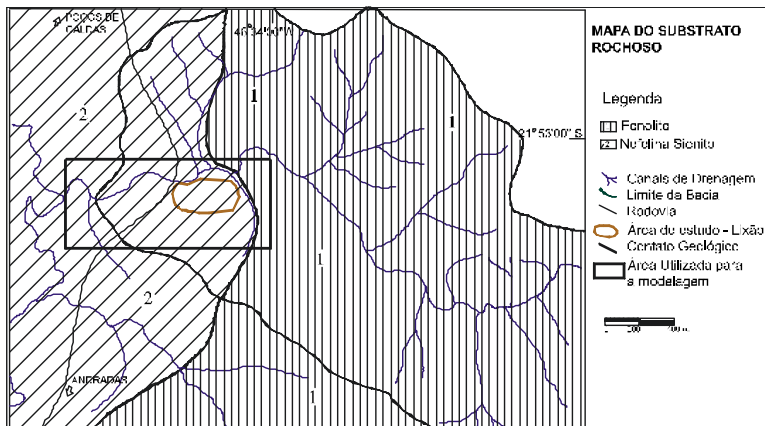 POÇOS DE
CALDAS
46°34'00" W
MAPA DO SUBSTRATO
ROCHOSO
Legenda
Fonolito
2 Nefelina Sienito
Canais de Drenagem
Limite da Bacia
Rodovia
Área de estudo - Lixão
Contato Geológico
Área Utilizada para
a modelagem
21°53'00" S
1
1
2
1
2
1
ANDRADAS